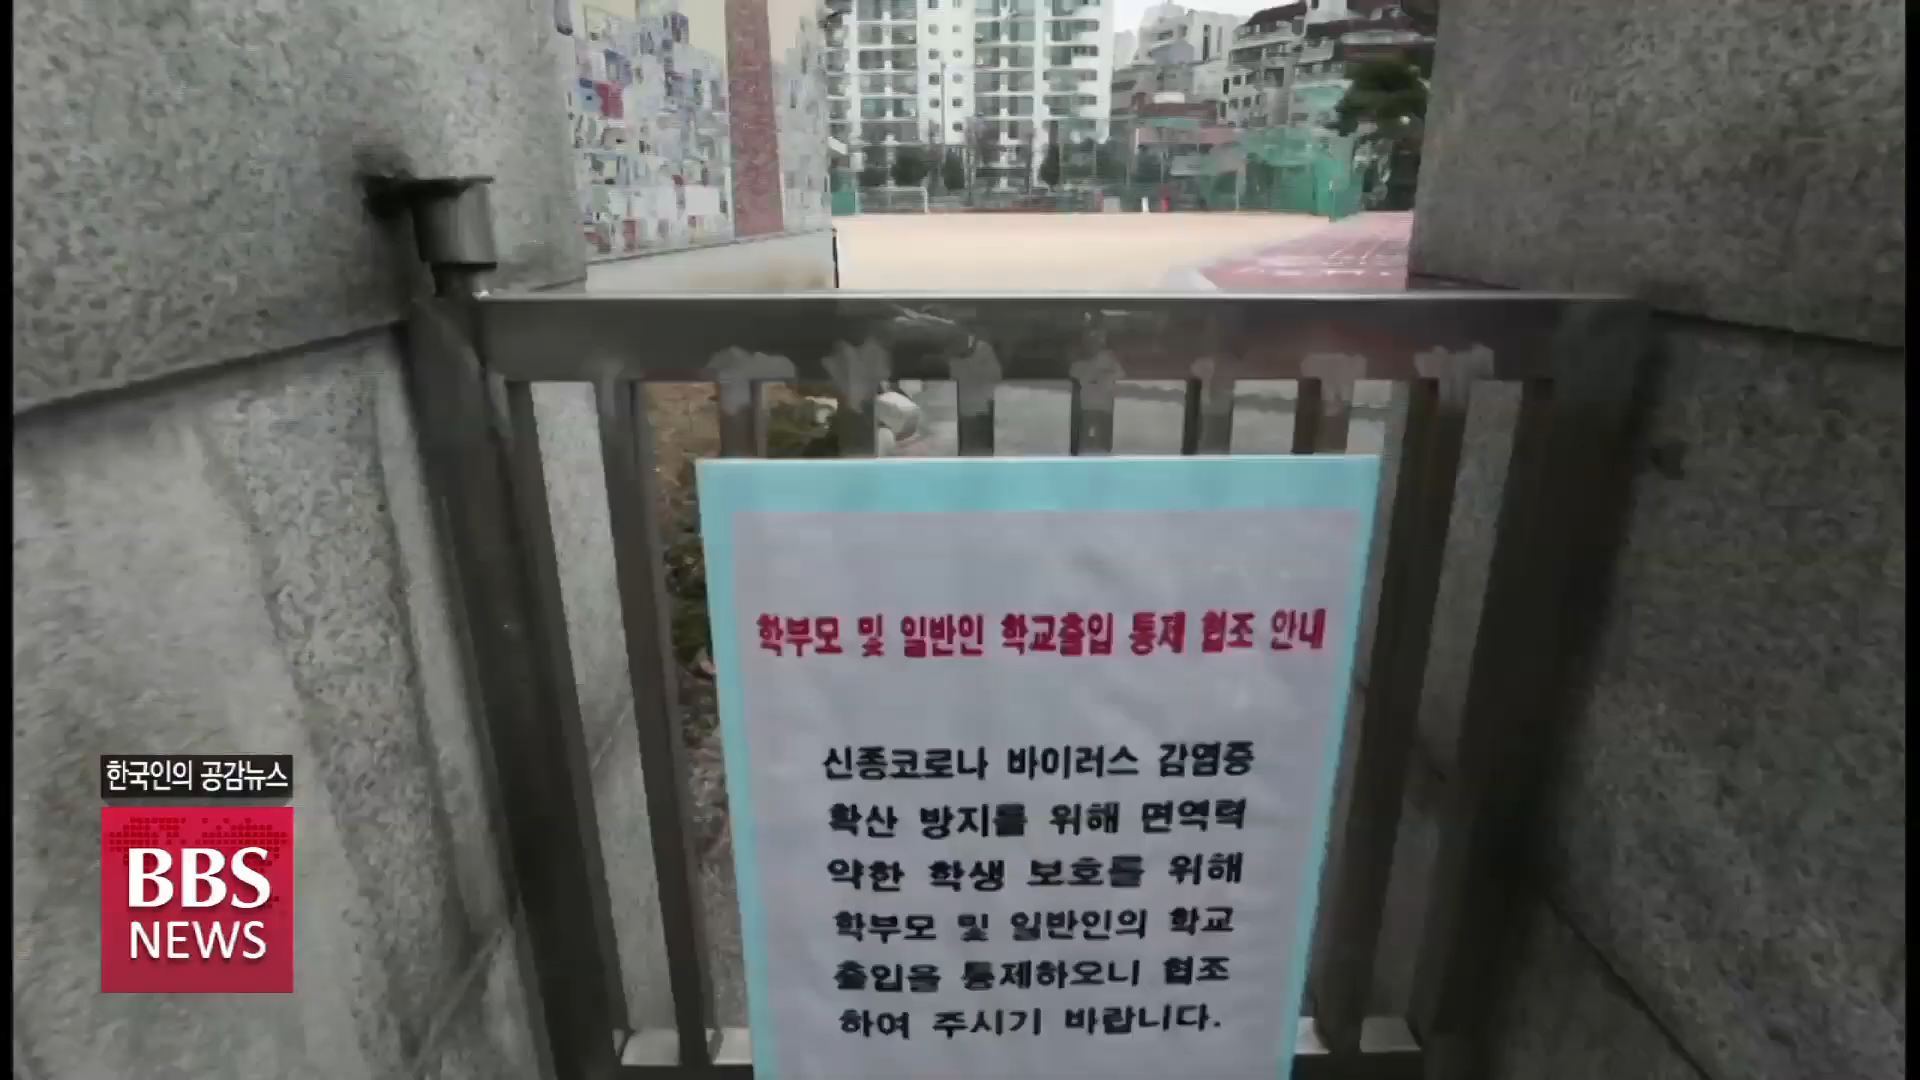 학부모 및 일반인 학교출입 통제 협조 안내
신종코로나 바이러스 감염증
확산 방지를 위해 면역력
약한 학생 보호를 위해
학부모 및 일반인의 학교
출입을 통제하오니 협조
하여 주시기 바랍니다.
한국인의 공감뉴스
BBS
NEWS